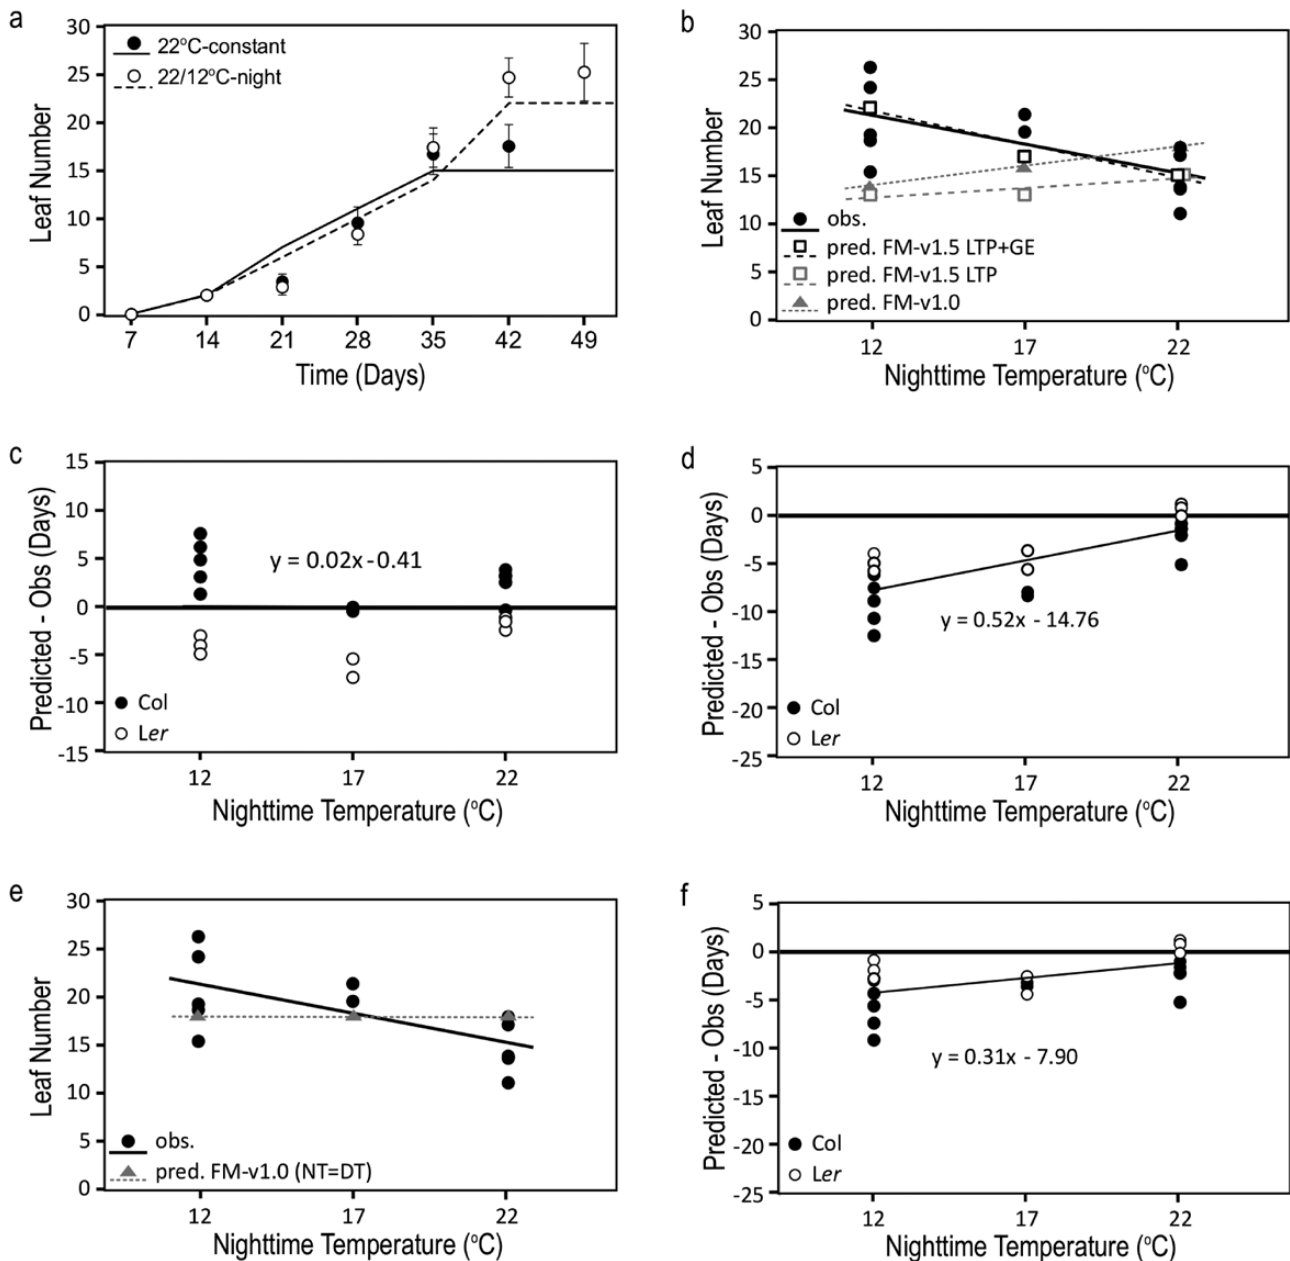 a
30
25
20
15
10
5
0
Leaf Number
22°C-constant
22/12°C-night
7 14 21 28 35 42 49
Time (Days)
b
30
25
20
15
10
5
0
Leaf Number
obs.
pred. FM-v1.5 LTP+GE
pred. FM-v1.5 LTP
pred. FM-v1.0
12 17 22
Nighttime Temperature (°C)
c
15
10
5
0
-5
-10
-15
Predicted - Obs (Days)
y = 0.02x - 0.41
Col
Ler
12 17 22
Nighttime Temperature (°C)
d
5
0
-5
-10
-15
-20
-25
Predicted - Obs (Days)
y = 0.52x - 14.76
Col
Ler
12 17 22
Nighttime Temperature (°C)
e
30
25
20
15
10
5
0
Leaf Number
obs.
pred. FM-v1.0 (NT=DT)
12 17 22
Nighttime Temperature (°C)
f
5
0
-5
-10
-15
-20
-25
Predicted - Obs (Days)
y = 0.31x - 7.90
Col
Ler
12 17 22
Nighttime Temperature (°C)